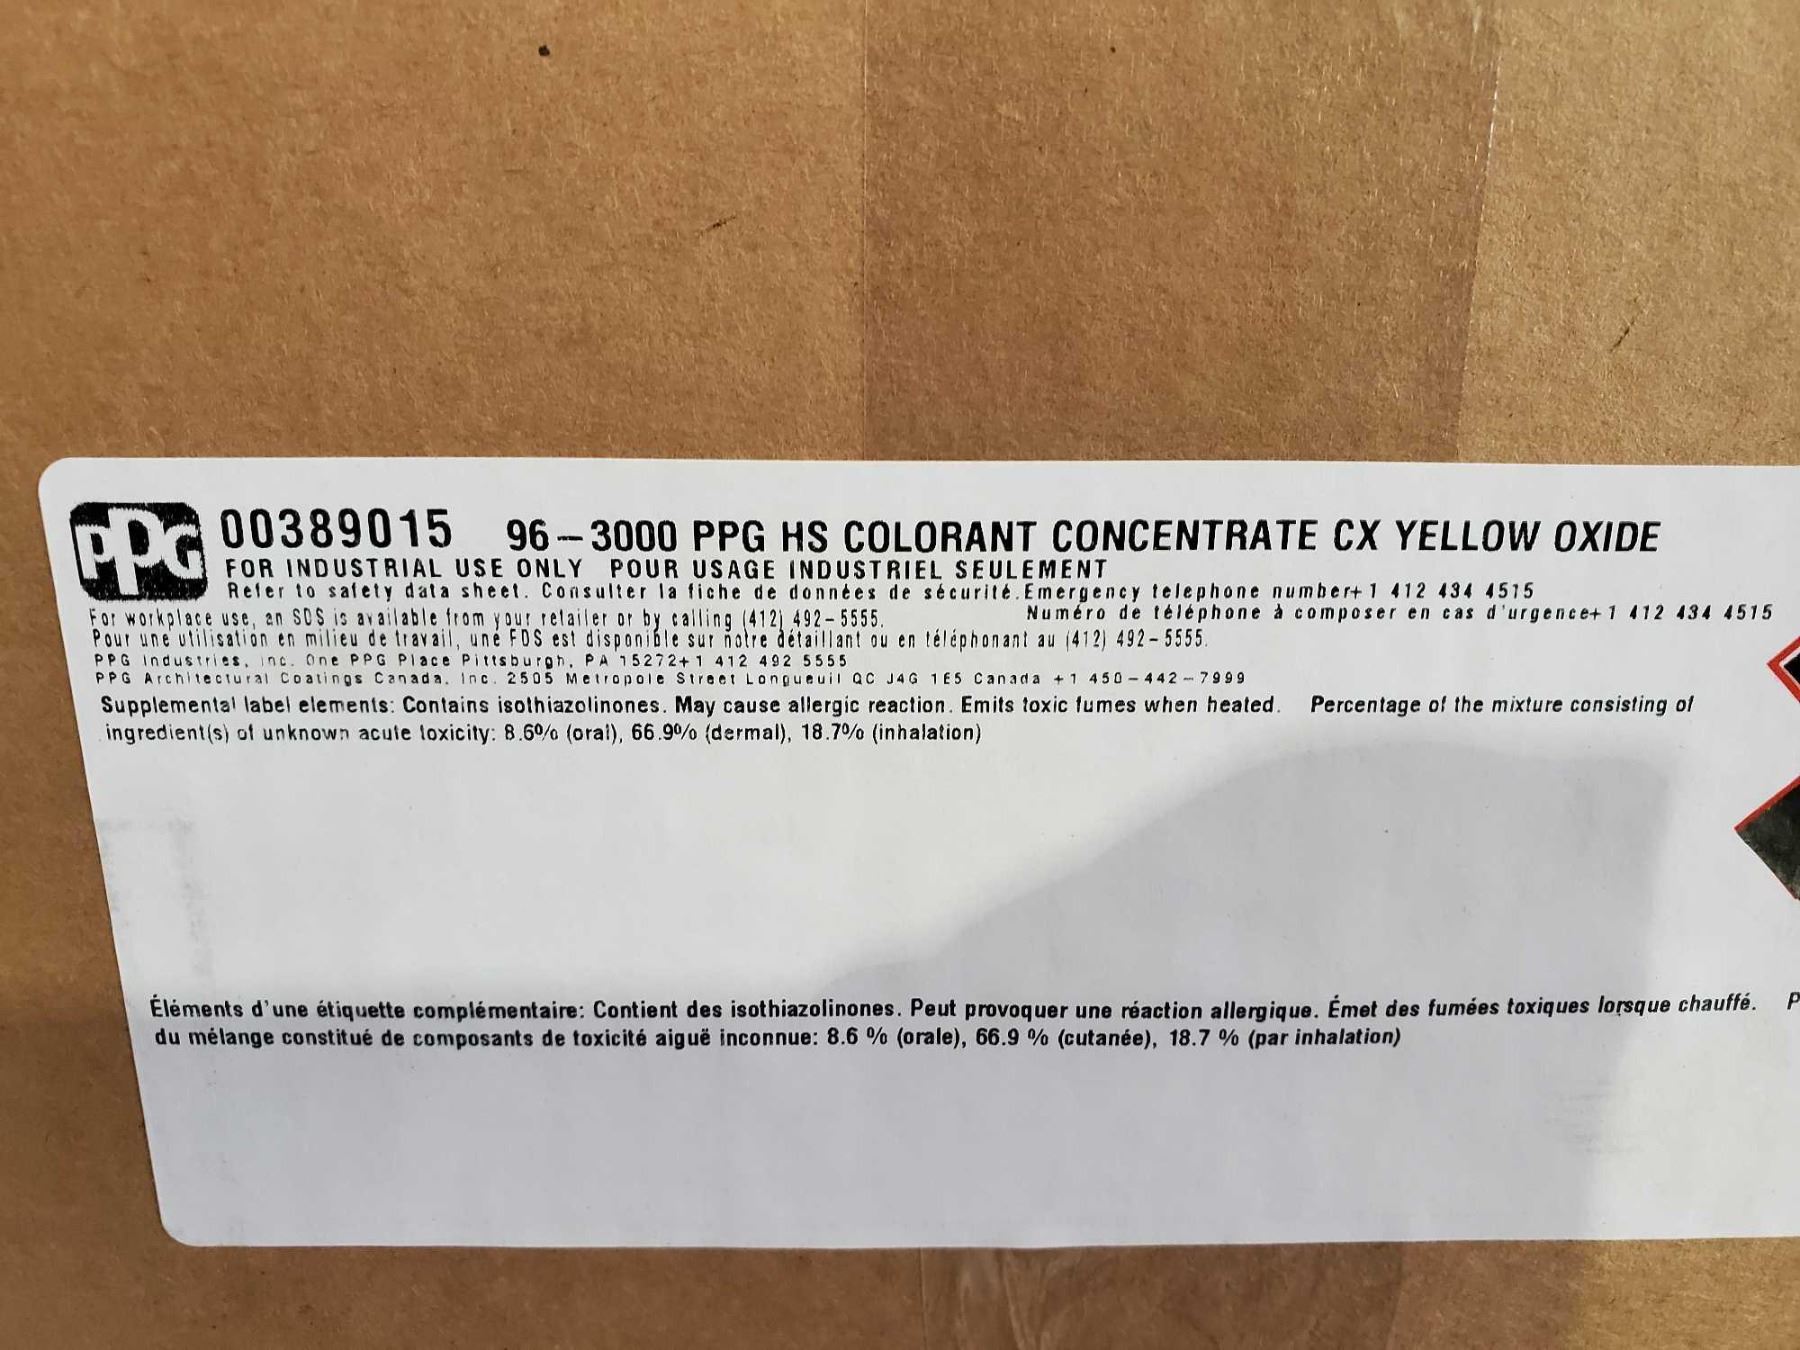 PPG 00389015 96-3000 PPG HS COLORANT CONCENTRATE CX YELLOW OXIDE
FOR INDUSTRIAL USE ONLY POUR USAGE INDUSTRIEL SEULEMENT
Refer to safety data sheet. Consulter la fiche de données de sécurité. Emergency telephone number+1 412 434 4515
For workplace use, an SDS is available from your retailer or by calling (412) 492-5555. Numéro de téléphone à composer en cas d'urgence+1 412 434 4515
Pour une utilisation en milieu de travail, une FDS est disponible sur notre détaillant ou en téléphonant au (412) 492-5555.
PPG Industries, Inc. One PPG Place Pittsburgh, PA 15272+1 412 492 5555
PPG Architectural Coatings Canada, Inc. 2505 Metropole Street Longueuil QC J4G 1E5 Canada +1 450-442-7999
Supplemental label elements: Contains isothiazolinones. May cause allergic reaction. Emits toxic fumes when heated. Percentage of the mixture consisting of
ingredient(s) of unknown acute toxicity: 8.6% (oral), 66.9% (dermal), 18.7% (inhalation)
Éléments d'une étiquette complémentaire: Contient des isothiazolinones. Peut provoquer une réaction allergique. Émet des fumées toxiques lorsque chauffé. P
du mélange constitué de composants de toxicité aiguë inconnue: 8.6 % (orale), 66.9 % (cutanée), 18.7 % (par inhalation)